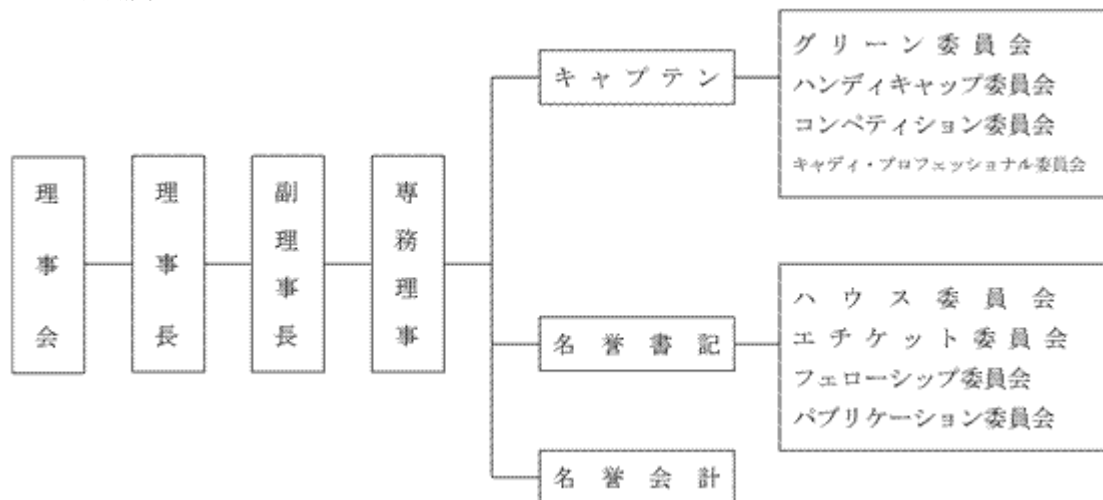 理事会
理事長
副理事長
専務理事
キャプテン
グリーン委員会
ハンディキャップ委員会
コンペティション委員会
キャディ・プロフェッショナル委員会
名誉書記
ハウス委員会
エチケット委員会
フェローシップ委員会
パブリケーション委員会
名誉会計